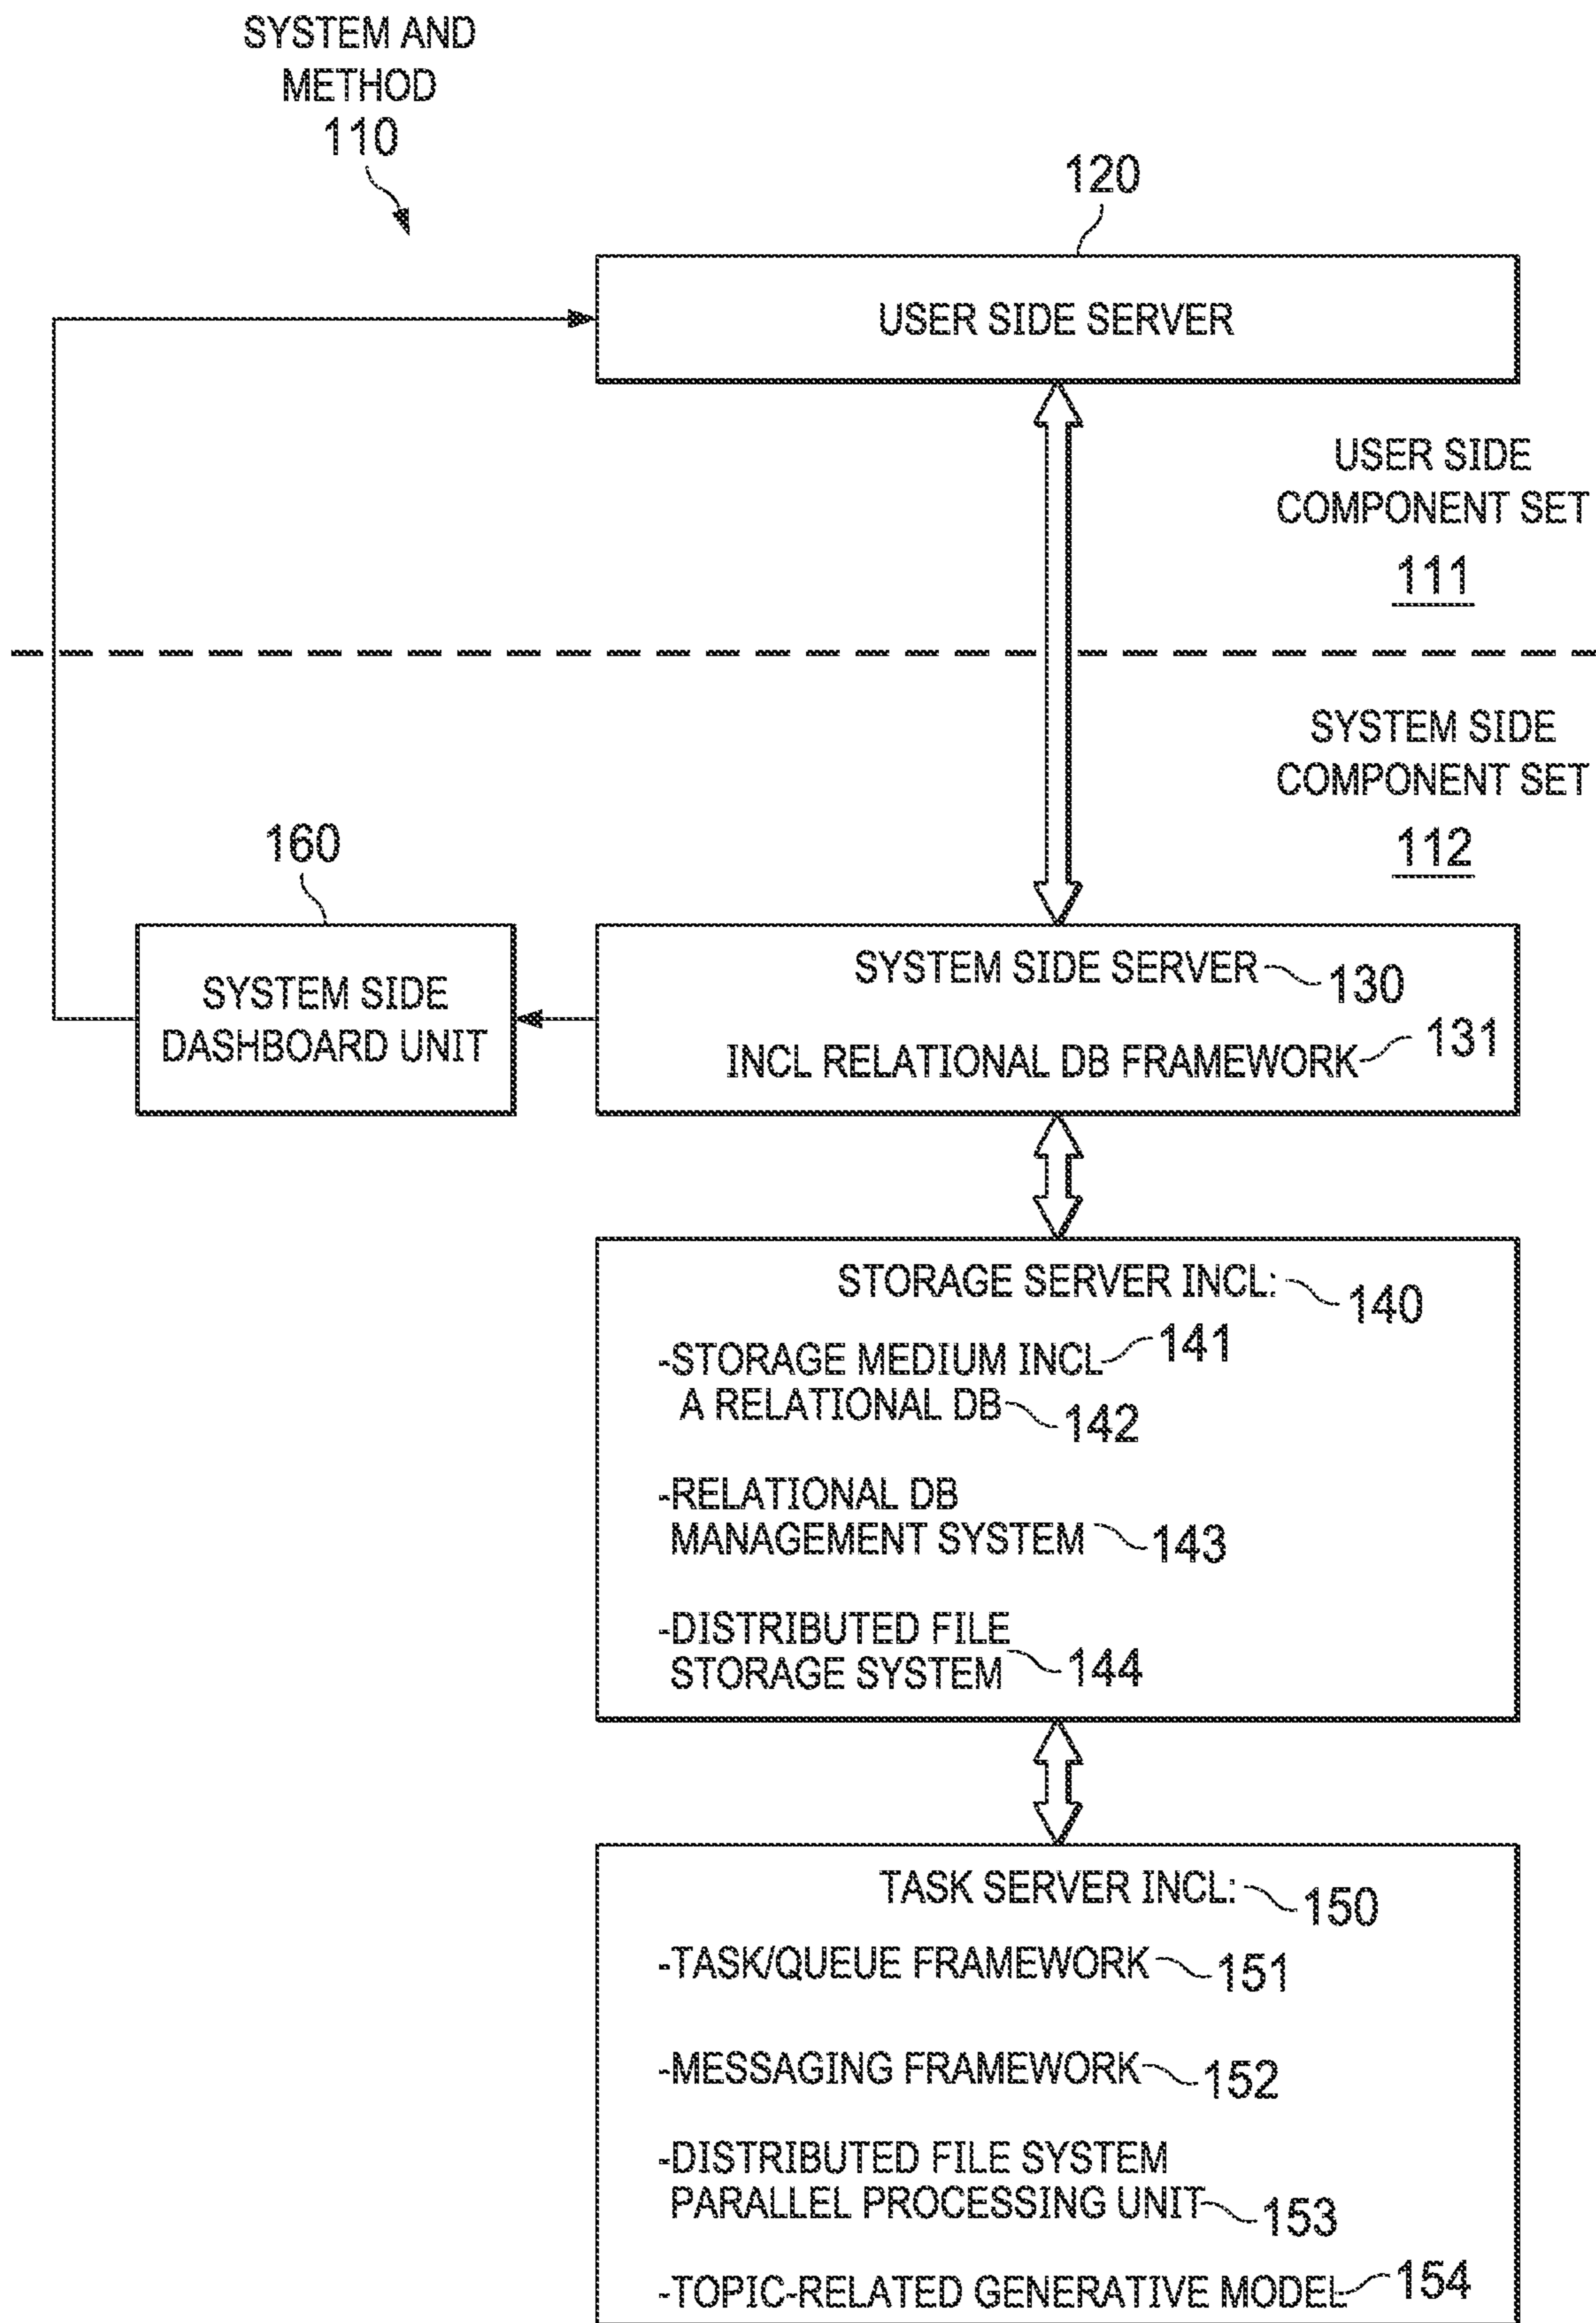 SYSTEM AND
METHOD
110
120
USER SIDE SERVER
USER SIDE
COMPONENT SET
111
SYSTEM SIDE
COMPONENT SET
112
160
SYSTEM SIDE
DASHBOARD UNIT
SYSTEM SIDE SERVER 130
INCL RELATIONAL DB FRAMEWORK 131
STORAGE SERVER INCL: 140
-STORAGE MEDIUM INCL 141
A RELATIONAL DB 142
-RELATIONAL DB
MANAGEMENT SYSTEM 143
-DISTRIBUTED FILE
STORAGE SYSTEM 144
TASK SERVER INCL: 150
-TASK/QUEUE FRAMEWORK 151
-MESSAGING FRAMEWORK 152
-DISTRIBUTED FILE SYSTEM
PARALLEL PROCESSING UNIT 153
-TOPIC-RELATED GENERATIVE MODEL 154